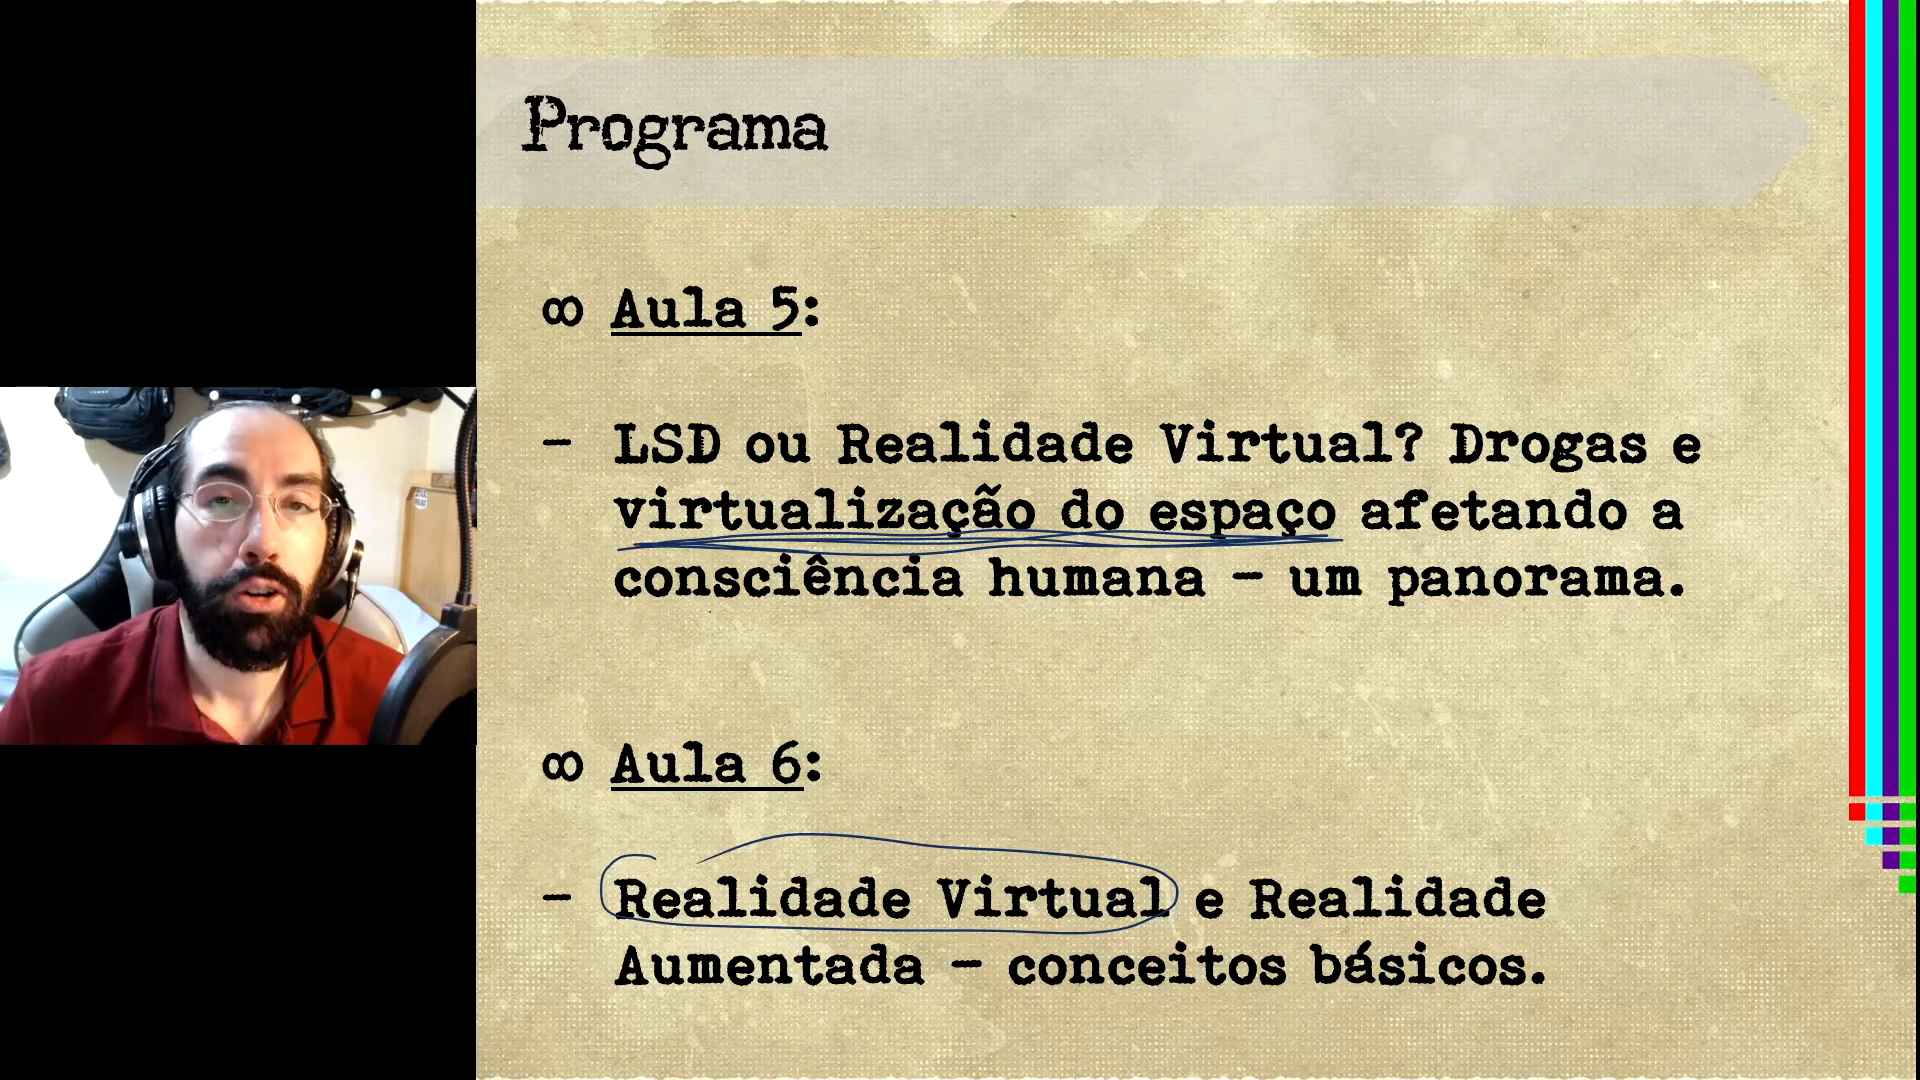 Programa
∞ Aula 5:
- LSD ou Realidade Virtual? Drogas e
virtualização do espaço afetando a
consciência humana – um panorama.
∞ Aula 6:
- Realidade Virtual e Realidade
Aumentada – conceitos básicos.